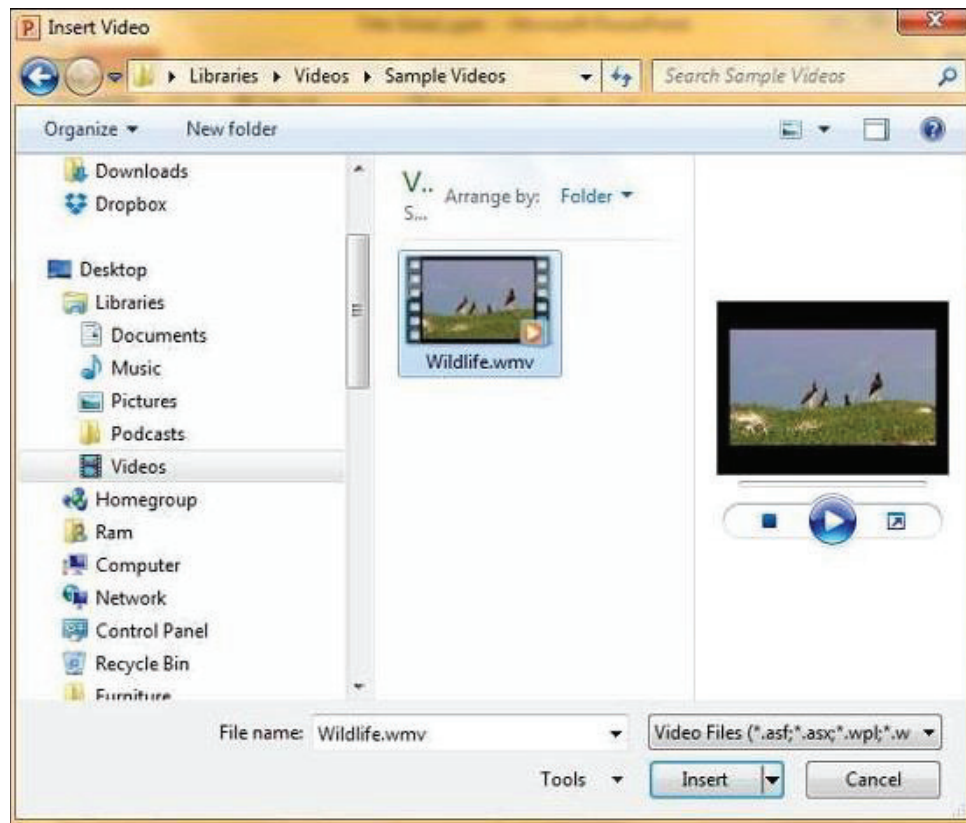 Insert Video
Libraries Videos Sample Videos
Search Sample Videos
Organize New folder
Downloads
Dropbox
Desktop
Libraries
Documents
Music
Pictures
Podcasts
Videos
Homegroup
Ram
Computer
Network
Control Panel
Recycle Bin
Furniture
V..
S...
Arrange by: Folder
Wildlife.wmv
File name: Wildlife.wmv
Video Files (*.asf;*.asx;*.wpl;*.w
Tools Insert Cancel